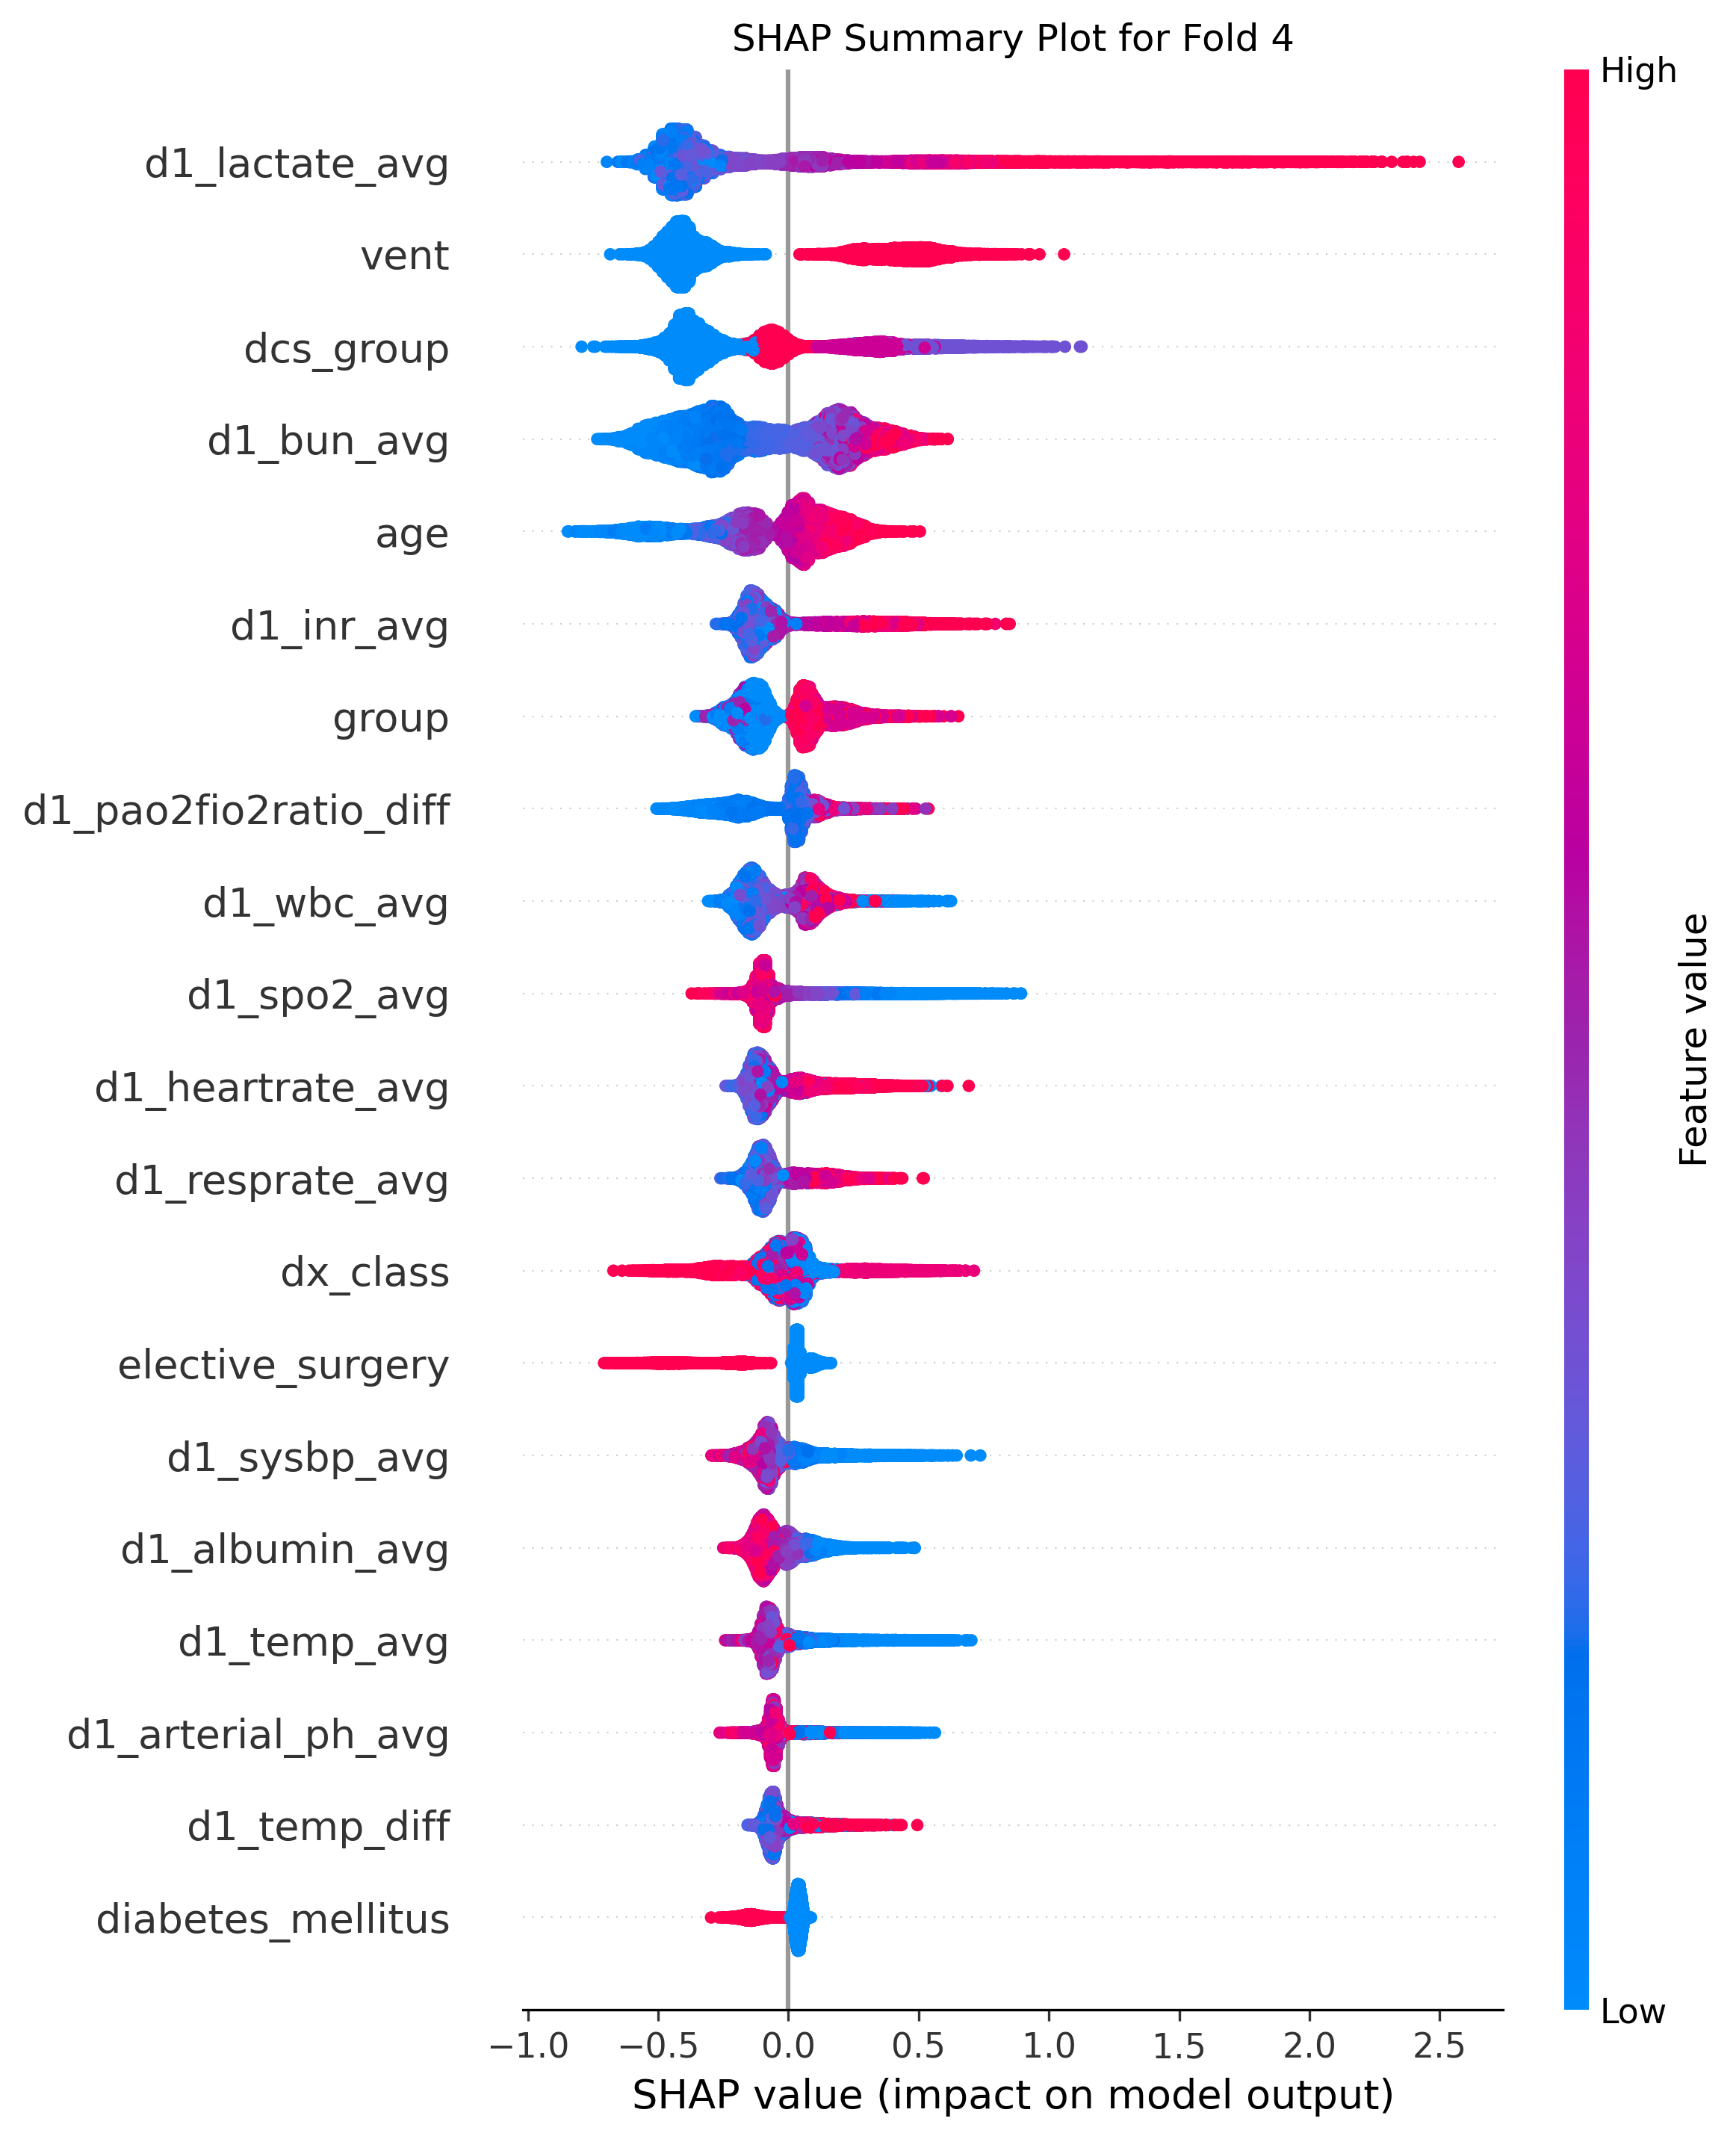 SHAP Summary Plot for Fold 4
High
d1_lactate_avg
vent
dcs_group
d1_bun_avg
age
d1_inr_avg
group
d1_pao2fio2ratio_diff
d1_wbc_avg
d1_spo2_avg
d1_heartrate_avg
d1_resprate_avg
dx_class
elective_surgery
d1_sysbp_avg
d1_albumin_avg
d1_temp_avg
d1_arterial_ph_avg
d1_temp_diff
diabetes_mellitus
Feature value
Low
−1.0 −0.5 0.0 0.5 1.0 1.5 2.0 2.5
SHAP value (impact on model output)